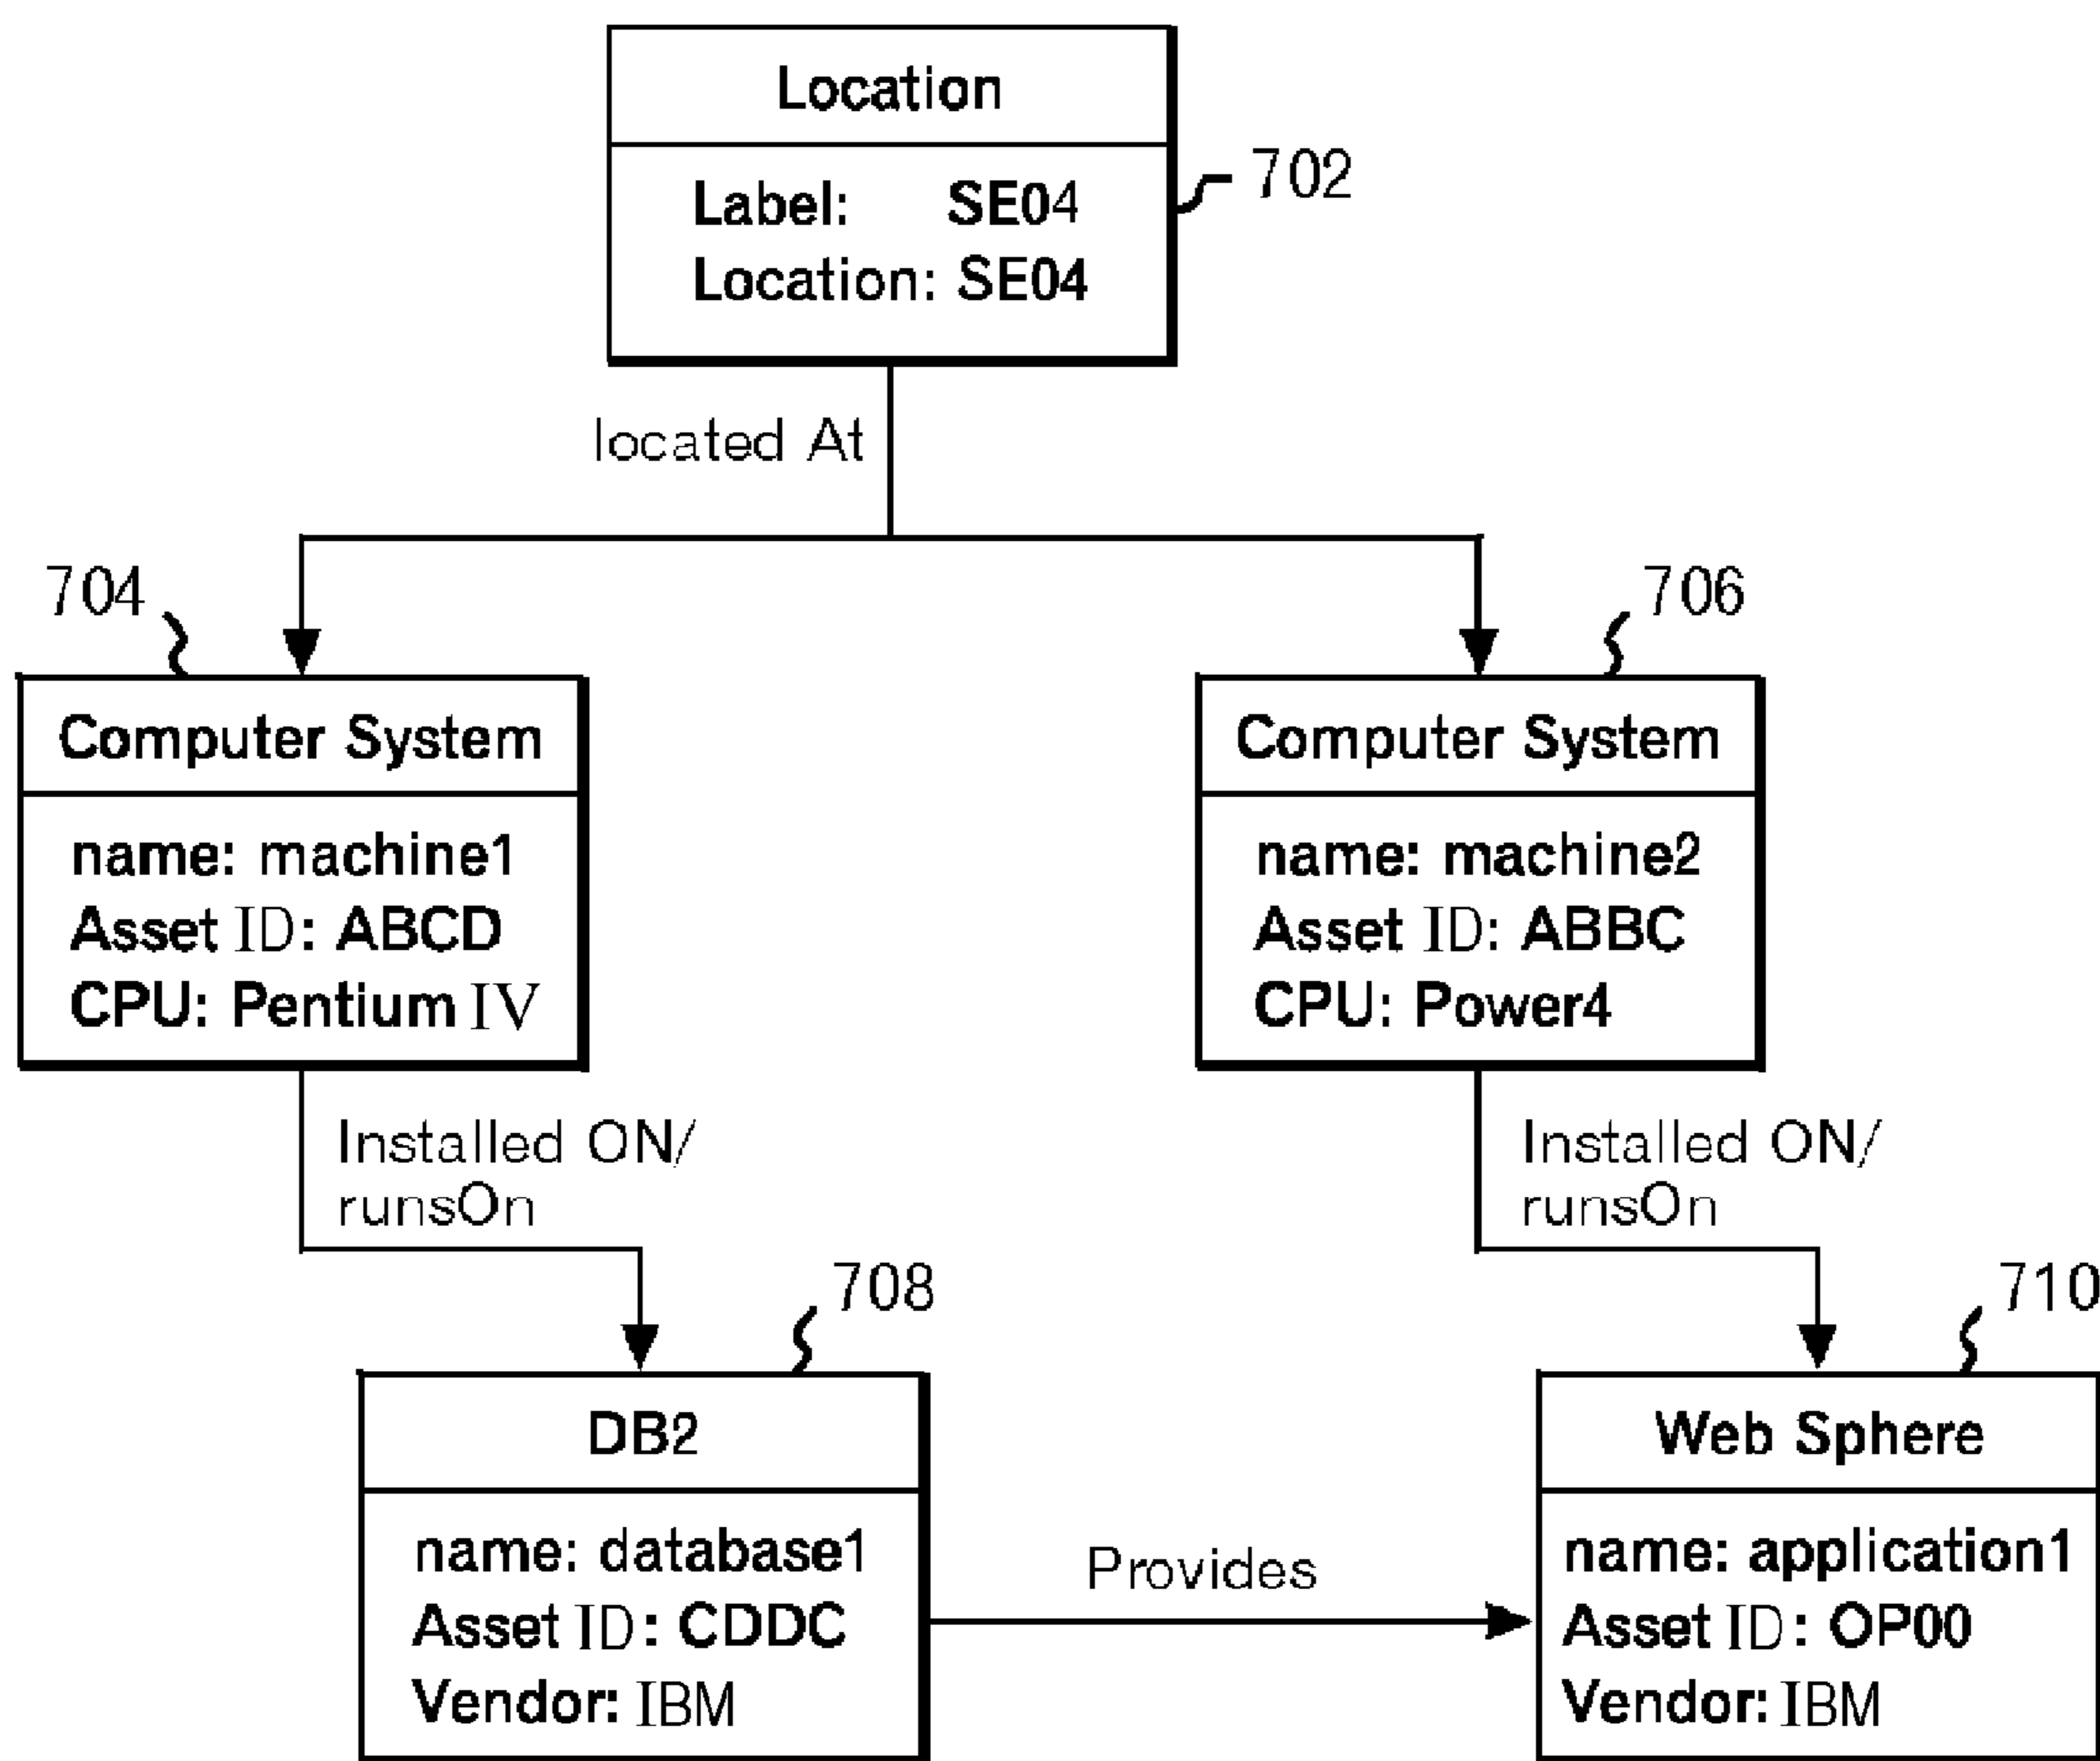 Location
Label: SE04
Location: SE04
702
located At
704
706
Computer System
name: machine1
Asset ID: ABCD
CPU: Pentium IV
Computer System
name: machine2
Asset ID: ABBC
CPU: Power4
Installed ON/
runsOn
Installed ON/
runsOn
708
710
DB2
name: database1
Asset ID: CDDC
Vendor: IBM
Provides
Web Sphere
name: application1
Asset ID: OP00
Vendor: IBM